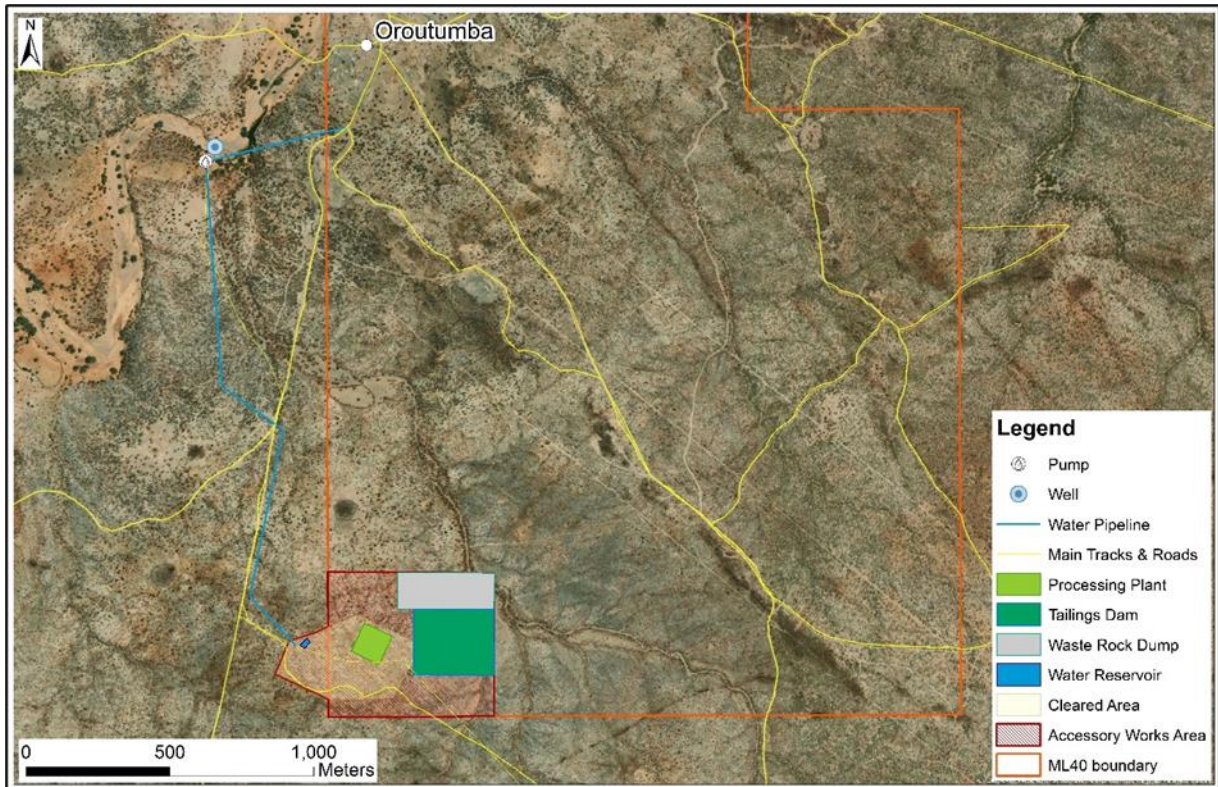 N
Oroutumba
Legend
Pump
Well
Water Pipeline
Main Tracks & Roads
Processing Plant
Tailings Dam
Waste Rock Dump
Water Reservoir
Cleared Area
Accessory Works Area
ML40 boundary
0 500 1,000
Meters